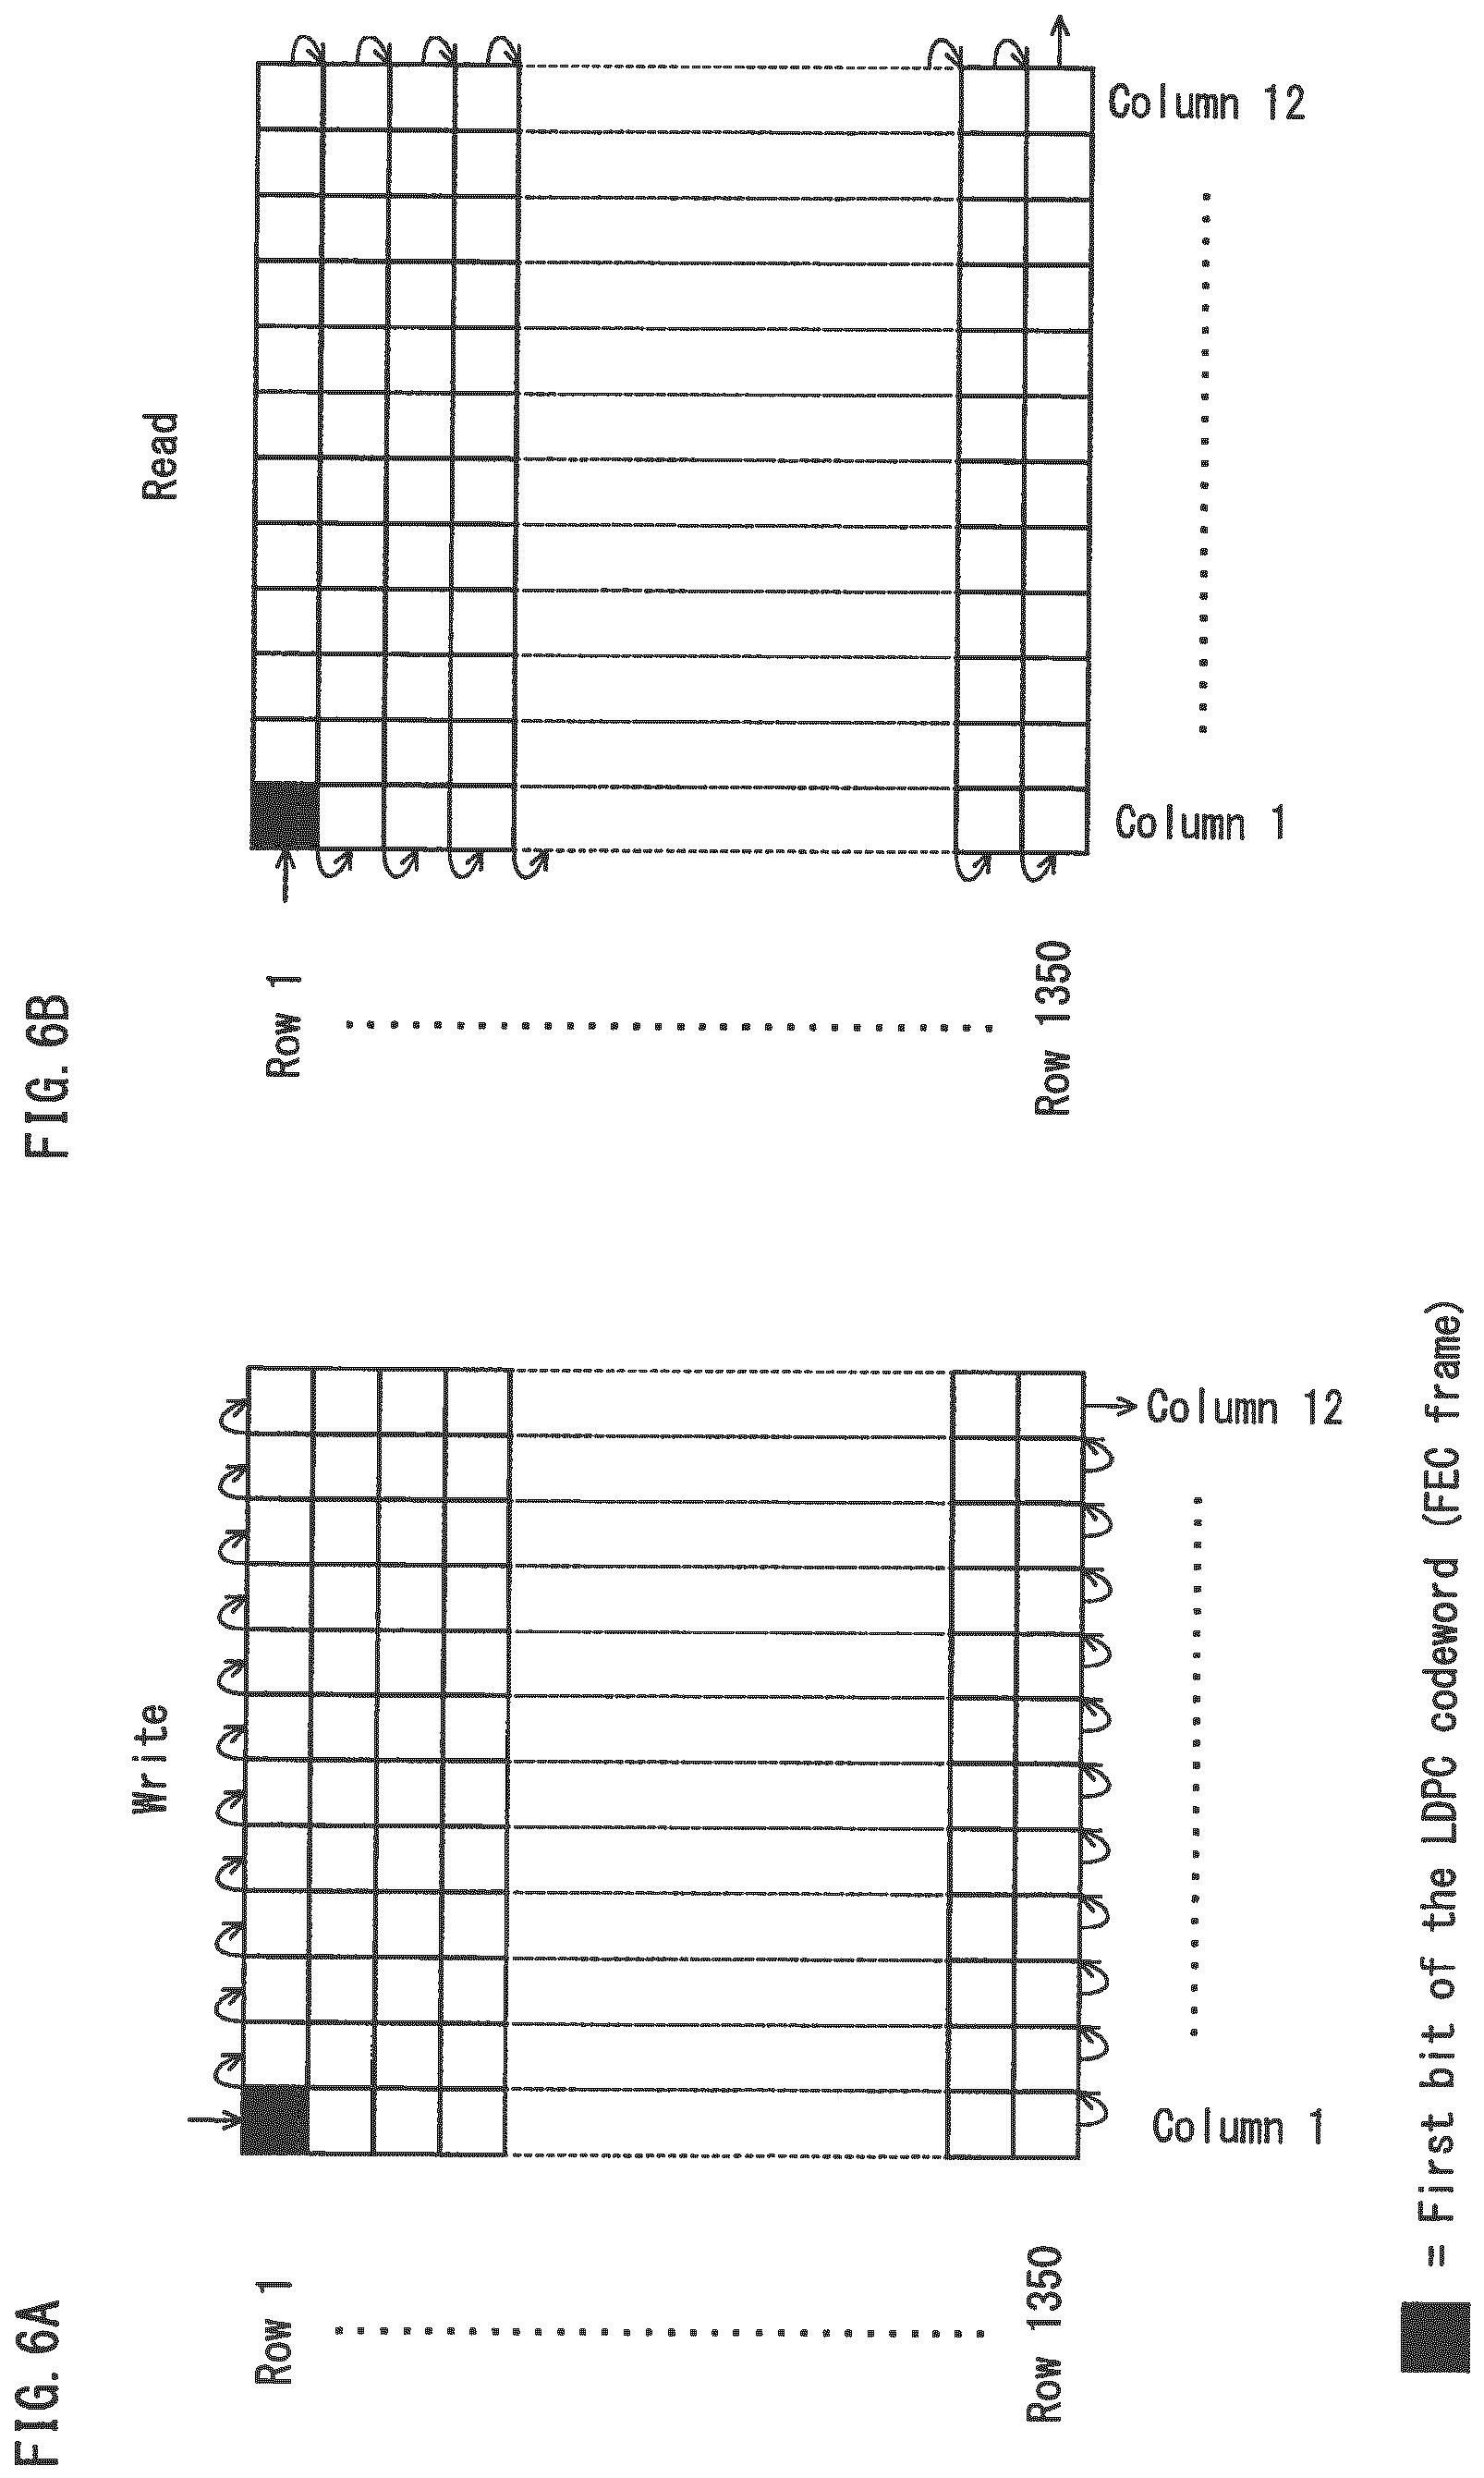 FIG. 6A
Write
Row 1
Row 1350
Column 1
Column 12
FIG. 6B
Read
Row 1
Row 1350
Column 1
Column 12
= First bit of the LDPC codeword (FEC frame)